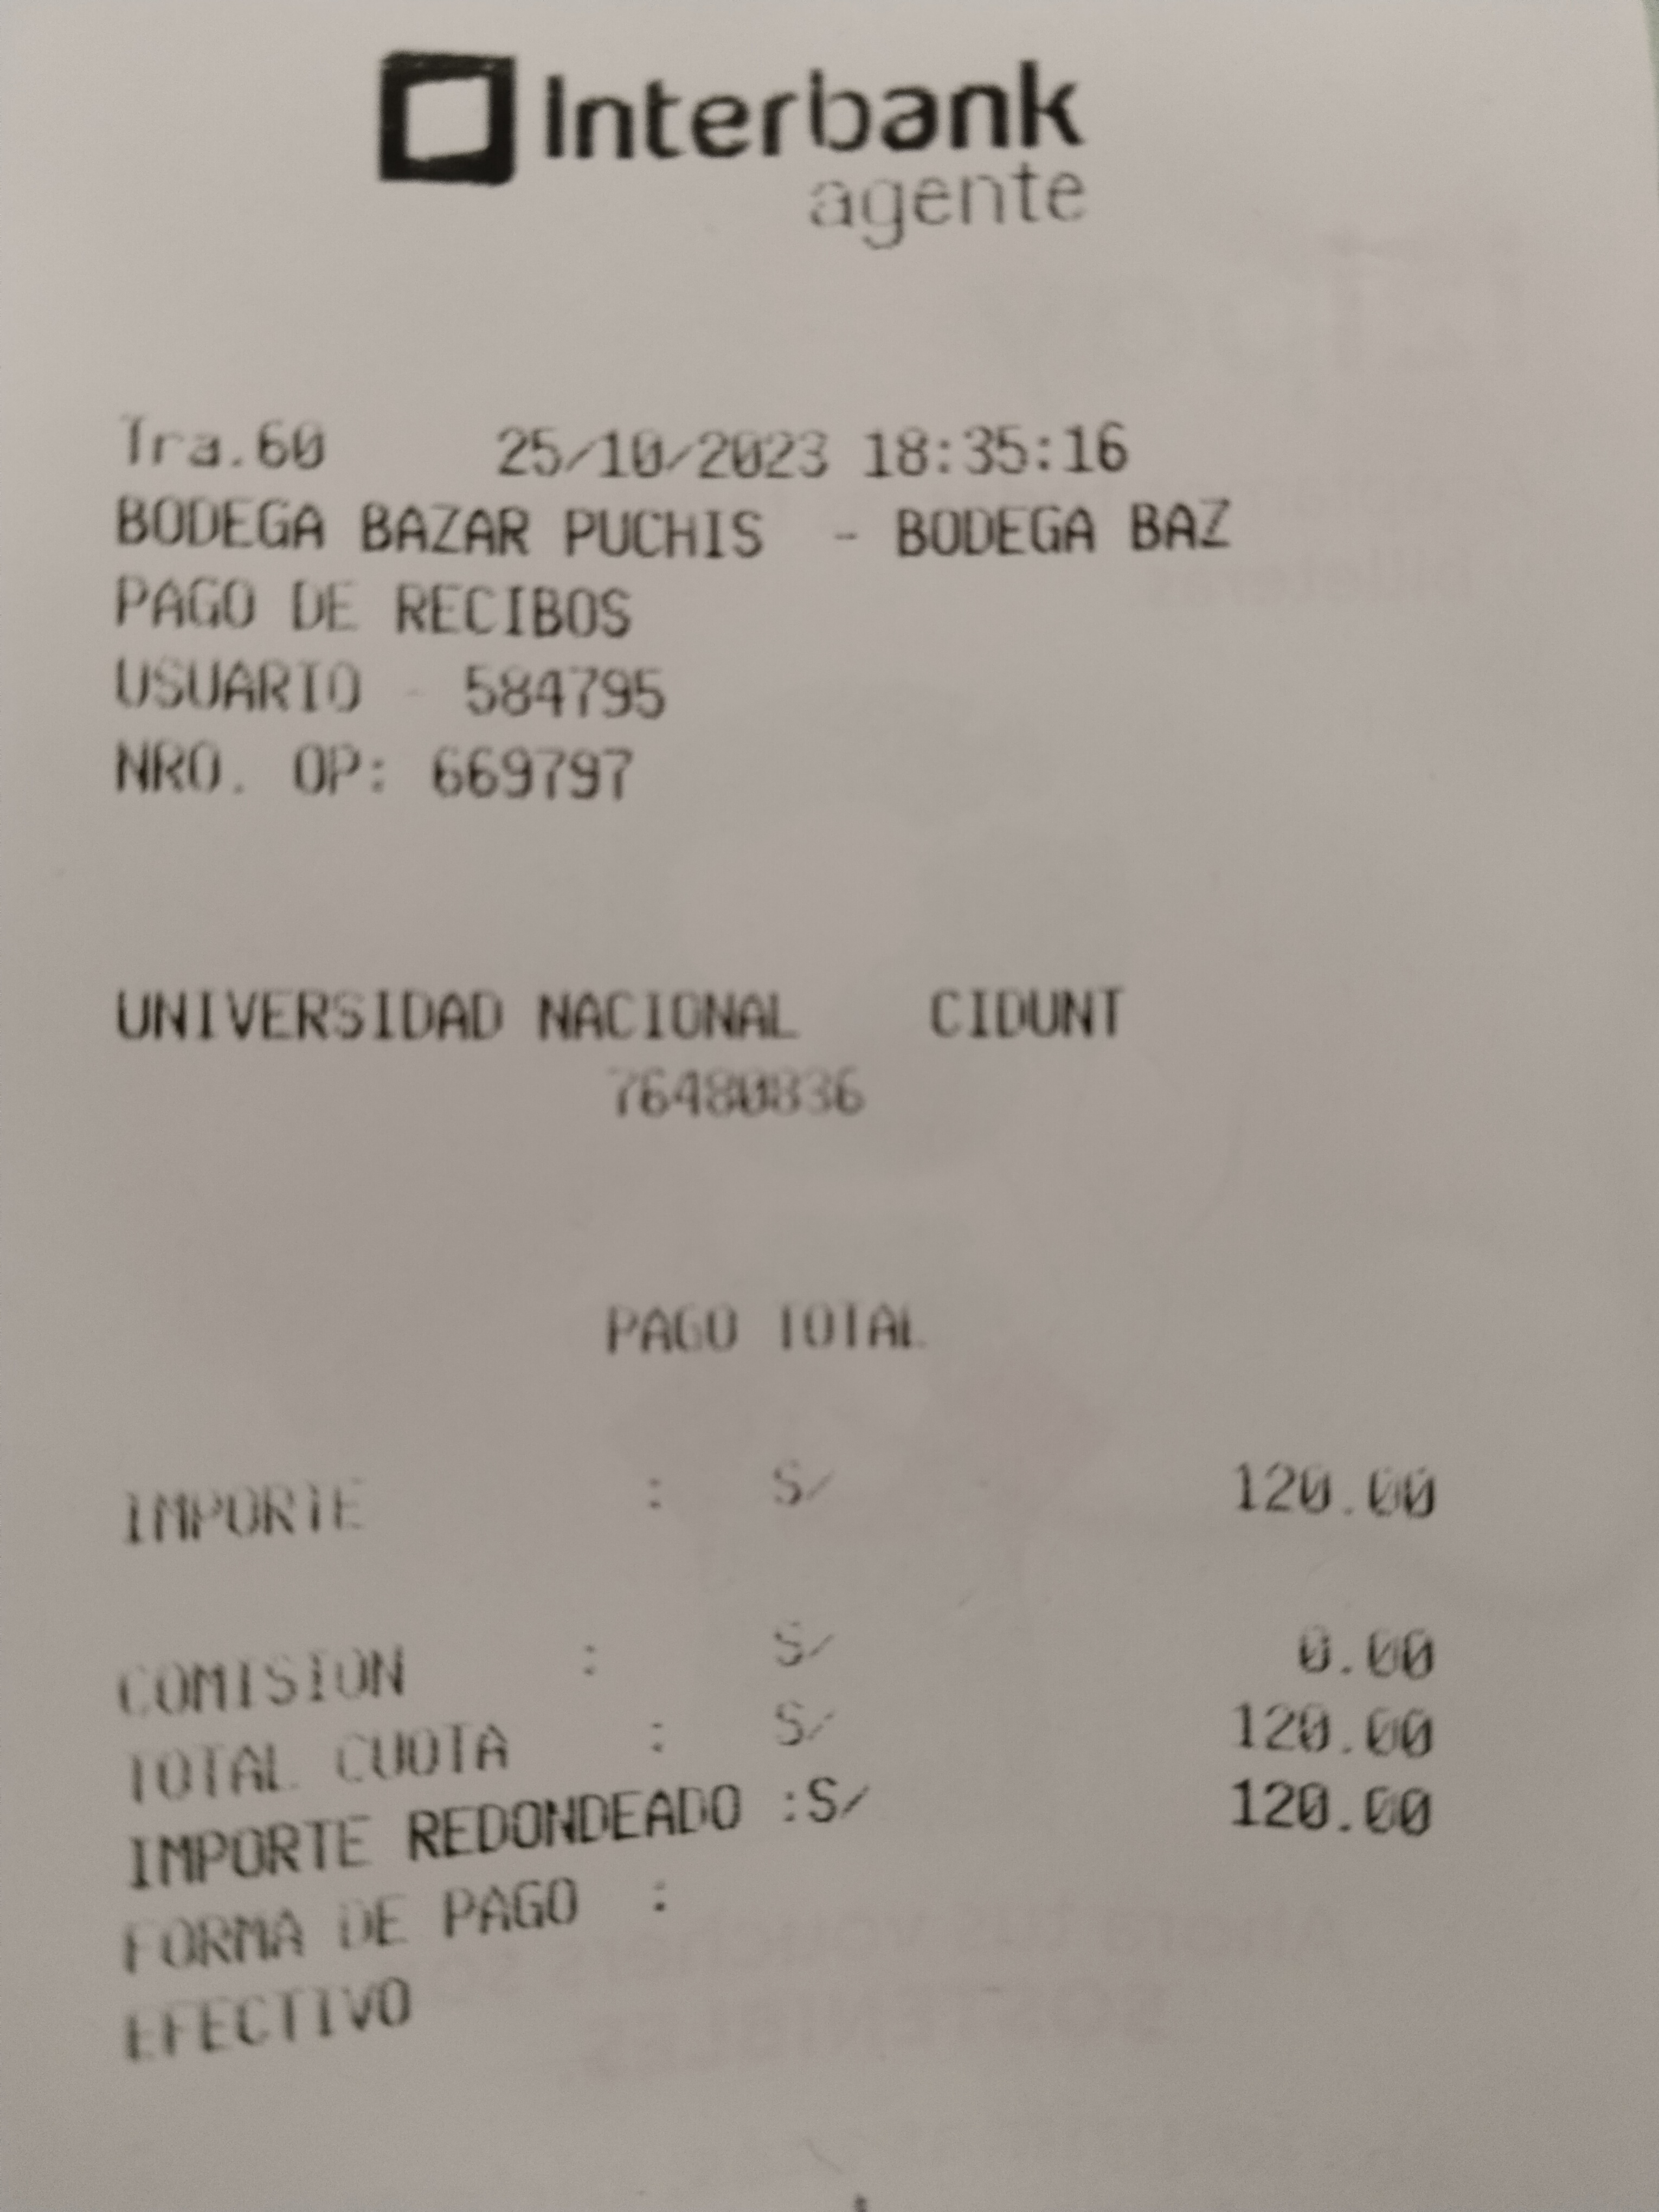 Interbank
agente
Tra.60 25/10/2023 18:35:16
BODEGA BAZAR PUCHIS - BODEGA BAZ
PAGO DE RECIBOS
USUARIO - 584795
NRO. OP: 669797
UNIVERSIDAD NACIONAL CIDUNT
76480836
PAGO TOTAL
IMPORTE : S/ 120.00
COMISION : S/ 0.00
TOTAL CUOTA : S/ 120.00
IMPORTE REDONDEADO :S/ 120.00
FORMA DE PAGO :
EFECTIVO